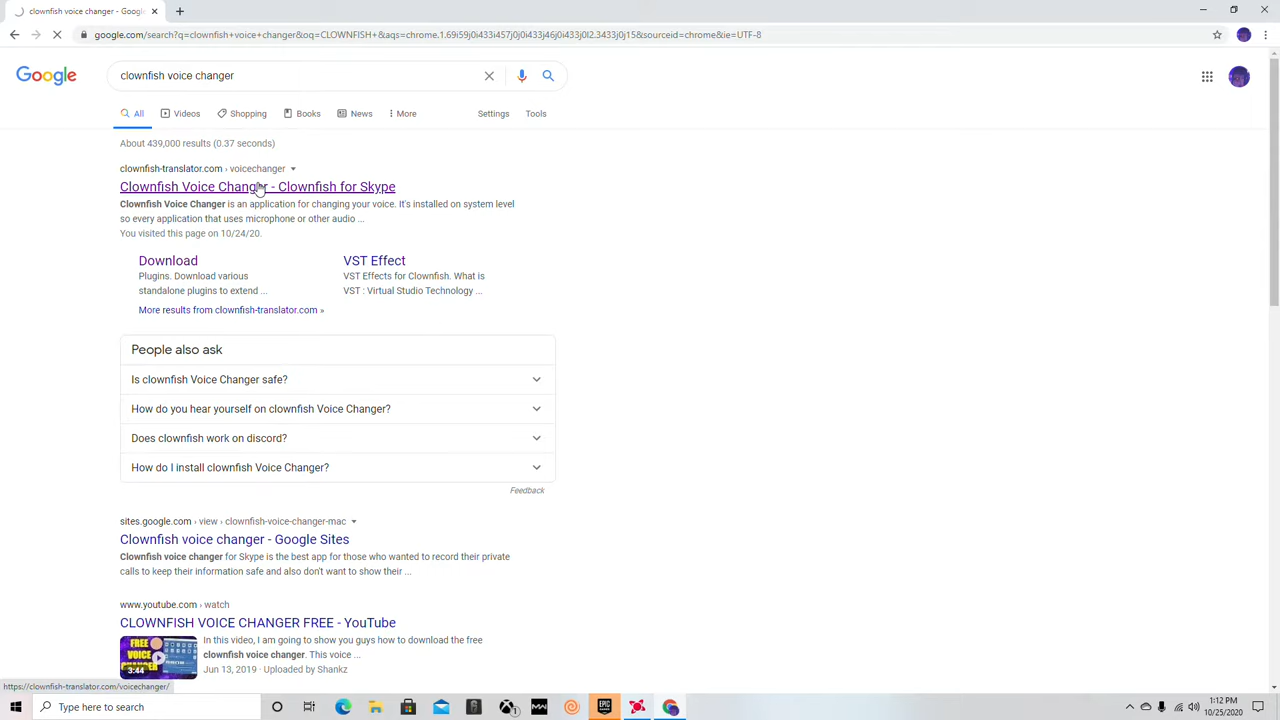 clownfish voice changer - Googl
google.com/search?q=clownfish+voice+changer&oq=CLOWNFISH+&aqs=chrome.1.69i59j0i433i457j0j0i433j46j0i433j0l2.3433j0j15&sourceid=chrome&ie=UTF-8
Google
clownfish voice changer
All Videos Shopping Books News More Settings Tools
About 439,000 results (0.37 seconds)
clownfish-translator.com › voicechanger
Clownfish Voice Changer - Clownfish for Skype
Clownfish Voice Changer is an application for changing your voice. It's installed on system level
so every application that uses microphone or other audio ...
You visited this page on 10/24/20.
Download
Plugins. Download various
standalone plugins to extend ...
VST Effect
VST Effects for Clownfish. What is
VST : Virtual Studio Technology ...
More results from clownfish-translator.com »
People also ask
Is clownfish Voice Changer safe?
How do you hear yourself on clownfish Voice Changer?
Does clownfish work on discord?
How do I install clownfish Voice Changer?
Feedback
sites.google.com › view › clownfish-voice-changer-mac
Clownfish voice changer - Google Sites
Clownfish voice changer for Skype is the best app for those who wanted to record their private
calls to keep their information safe and also don't want to show their ...
www.youtube.com › watch
CLOWNFISH VOICE CHANGER FREE - YouTube
FREE
VOICE
CHANGER
3:44
In this video, I am going to show you guys how to download the free
clownfish voice changer. This voice ...
Jun 13, 2019 · Uploaded by Shankz
https://clownfish-translator.com/voicechanger/
Type here to search
EPIC
1:12 PM
10/25/2020